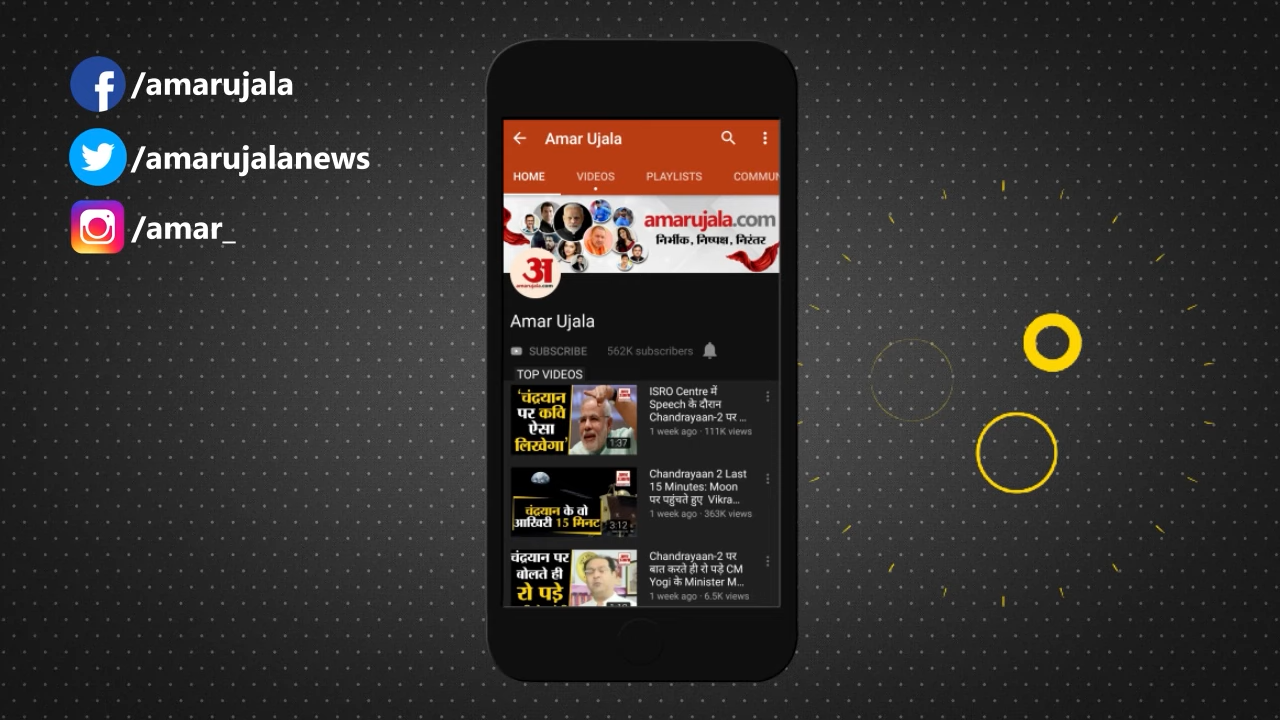 /amarujala
/amarujalanews
/amar_
Amar Ujala
HOME VIDEOS PLAYLISTS COMMUN
amarujala.com
निर्भीक, निष्पक्ष, निरंतर
अ
amarujala.com
Amar Ujala
SUBSCRIBE 562K subscribers
TOP VIDEOS
'चंद्रयान
पर कवि
ऐसा
लिखेगा'
1:37
ISRO Centre में
Speech के दौरान
Chandrayaan-2 पर ...
1 week ago · 111K views
चंद्रयान के वो
आखिरी 15 मिनट
3:12
Chandrayaan 2 Last
15 Minutes: Moon
पर पहुंचते हुए Vikra...
1 week ago · 363K views
चंद्रयान पर
बोलते ही
रो पड़े
Chandrayaan-2 पर
बात करते ही रो पड़े CM
Yogi के Minister M...
1 week ago · 6.5K views